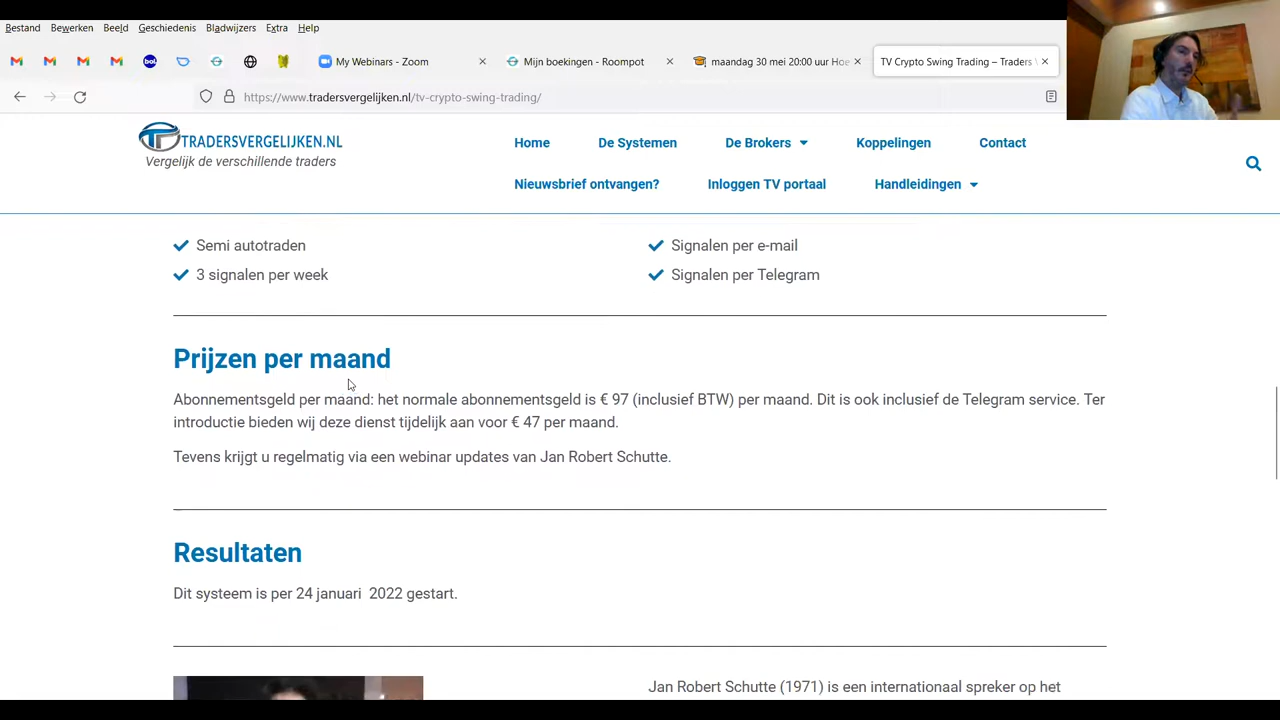 Bestand Bewerken Beeld Geschiedenis Bladwijzers Extra Help
bol My Webinars - Zoom Mijn boekingen – Roompot maandag 30 mei 20:00 uur Hoe TV Crypto Swing Trading – Traders V
https://www.tradersvergelijken.nl/tv-crypto-swing-trading/
TRADERSVERGELIJKEN.NL
Vergelijk de verschillende traders
Home De Systemen De Brokers Koppelingen Contact
Nieuwsbrief ontvangen? Inloggen TV portaal Handleidingen
Semi autotraden Signalen per e-mail
3 signalen per week Signalen per Telegram
Prijzen per maand
Abonnementsgeld per maand: het normale abonnementsgeld is € 97 (inclusief BTW) per maand. Dit is ook inclusief de Telegram service. Ter
introductie bieden wij deze dienst tijdelijk aan voor € 47 per maand.
Tevens krijgt u regelmatig via een webinar updates van Jan Robert Schutte.
Resultaten
Dit systeem is per 24 januari 2022 gestart.
Jan Robert Schutte (1971) is een internationaal spreker op het